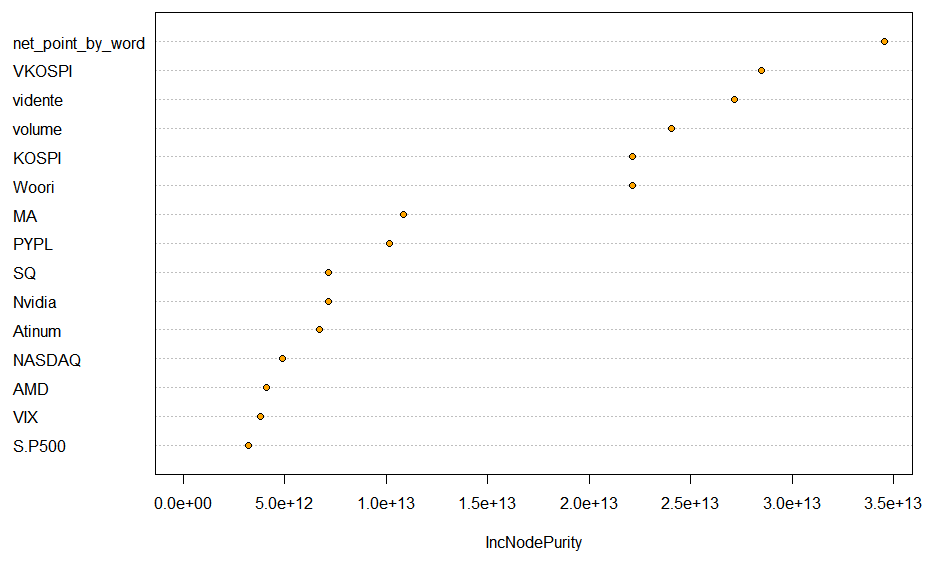 net_point_by_word
VKOSPI
vidente
volume
KOSPI
Woori
MA
PYPL
SQ
Nvidia
Atinum
NASDAQ
AMD
VIX
S.P500
0.0e+00 5.0e+12 1.0e+13 1.5e+13 2.0e+13 2.5e+13 3.0e+13 3.5e+13
IncNodePurity